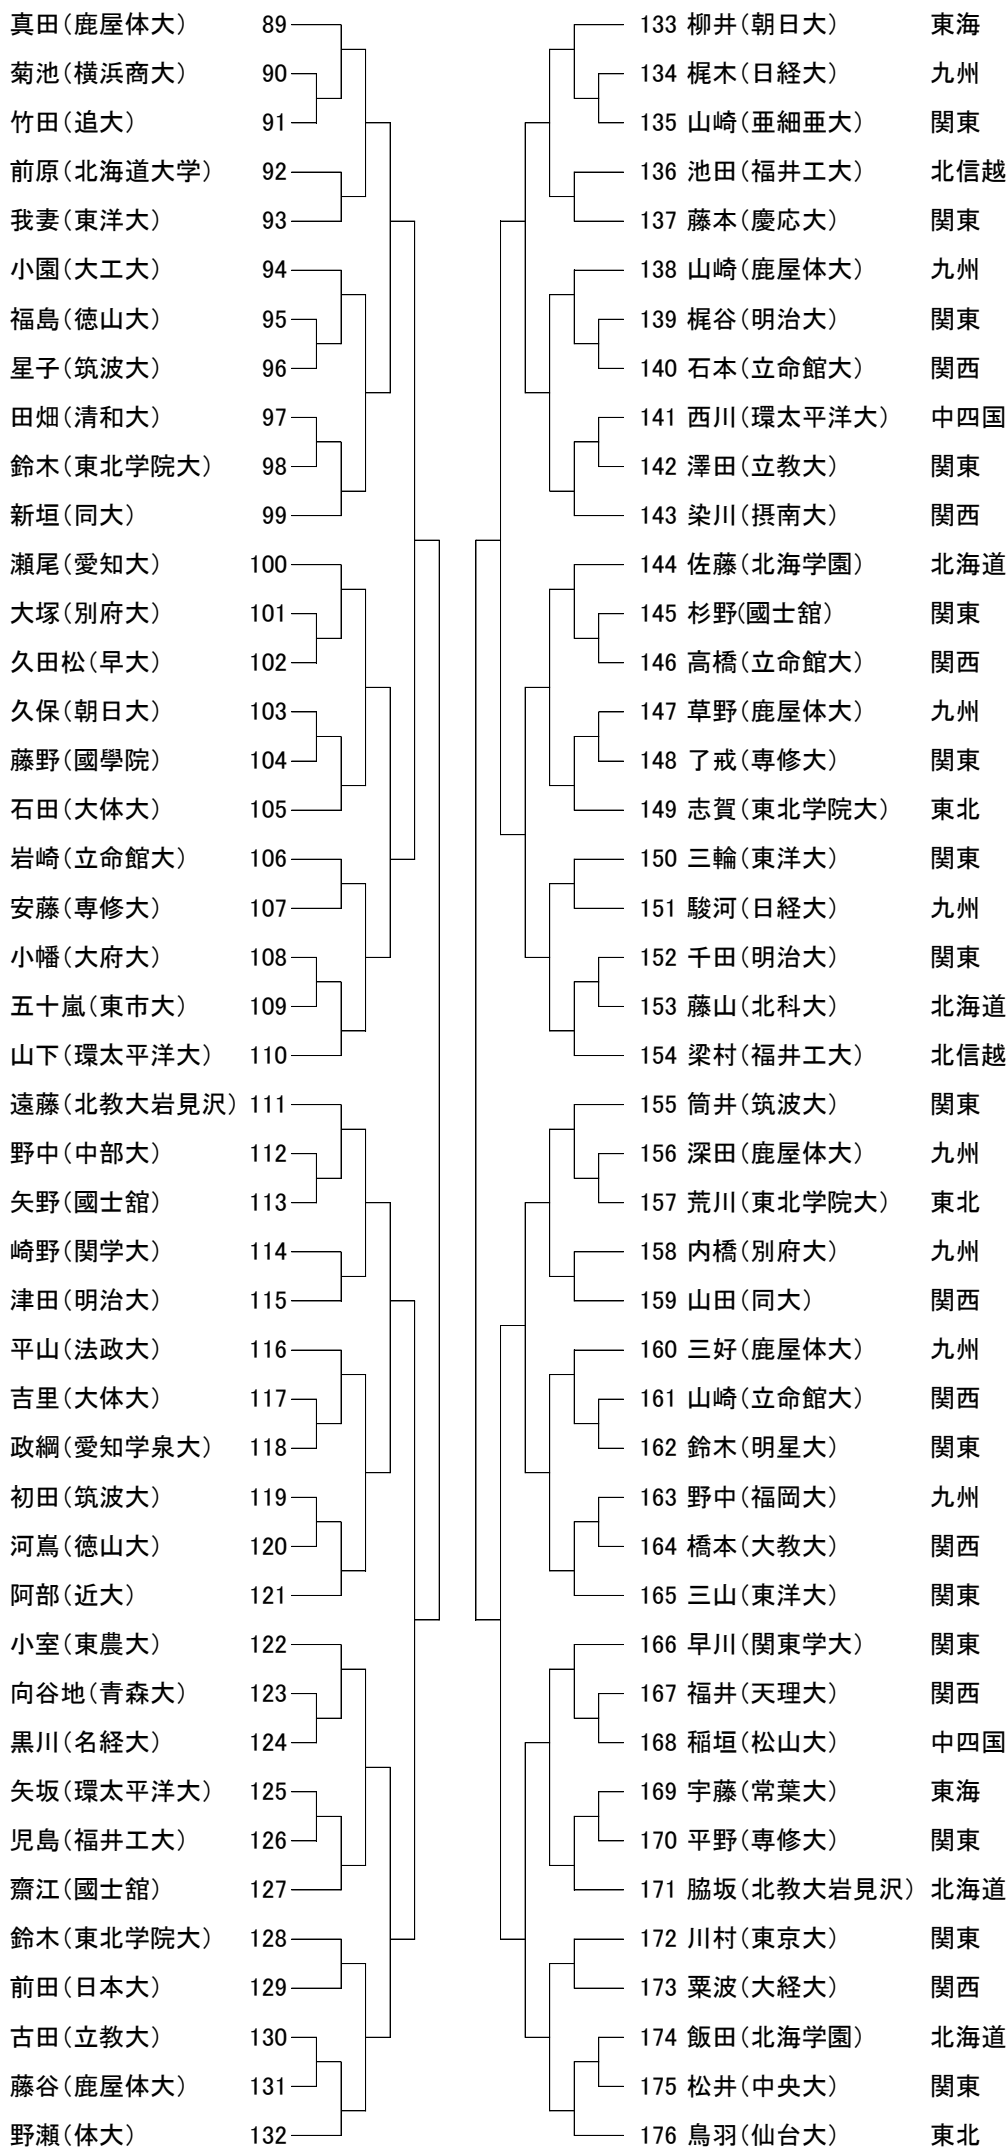 真田(鹿屋体大) 89 133 柳井(朝日大) 東海
菊池(横浜商大) 90 134 梶木(日経大) 九州
竹田(追大) 91 135 山崎(亜細亜大) 関東
前原(北海道大学) 92 136 池田(福井工大) 北信越
我妻(東洋大) 93 137 藤本(慶応大) 関東
小園(大工大) 94 138 山崎(鹿屋体大) 九州
福島(徳山大) 95 139 梶谷(明治大) 関東
星子(筑波大) 96 140 石本(立命館大) 関西
田畑(清和大) 97 141 西川(環太平洋大) 中四国
鈴木(東北学院大) 98 142 澤田(立教大) 関東
新垣(同大) 99 143 染川(摂南大) 関西
瀬尾(愛知大) 100 144 佐藤(北海学園) 北海道
大塚(別府大) 101 145 杉野(國士舘) 関東
久田松(早大) 102 146 高橋(立命館大) 関西
久保(朝日大) 103 147 草野(鹿屋体大) 九州
藤野(國學院) 104 148 了戒(専修大) 関東
石田(大体大) 105 149 志賀(東北学院大) 東北
岩崎(立命館大) 106 150 三輪(東洋大) 関東
安藤(専修大) 107 151 駿河(日経大) 九州
小幡(大府大) 108 152 千田(明治大) 関東
五十嵐(東市大) 109 153 藤山(北科大) 北海道
山下(環太平洋大) 110 154 梁村(福井工大) 北信越
遠藤(北教大岩見沢) 111 155 筒井(筑波大) 関東
野中(中部大) 112 156 深田(鹿屋体大) 九州
矢野(國士舘) 113 157 荒川(東北学院大) 東北
崎野(関学大) 114 158 内橋(別府大) 九州
津田(明治大) 115 159 山田(同大) 関西
平山(法政大) 116 160 三好(鹿屋体大) 九州
吉里(大体大) 117 161 山崎(立命館大) 関西
政綱(愛知学泉大) 118 162 鈴木(明星大) 関東
初田(筑波大) 119 163 野中(福岡大) 九州
河嶌(徳山大) 120 164 橋本(大教大) 関西
阿部(近大) 121 165 三山(東洋大) 関東
小室(東農大) 122 166 早川(関東学大) 関東
向谷地(青森大) 123 167 福井(天理大) 関西
黒川(名経大) 124 168 稲垣(松山大) 中四国
矢坂(環太平洋大) 125 169 宇藤(常葉大) 東海
児島(福井工大) 126 170 平野(専修大) 関東
齋江(國士舘) 127 171 脇坂(北教大岩見沢) 北海道
鈴木(東北学院大) 128 172 川村(東京大) 関東
前田(日本大) 129 173 粟波(大経大) 関西
古田(立教大) 130 174 飯田(北海学園) 北海道
藤谷(鹿屋体大) 131 175 松井(中央大) 関東
野瀬(体大) 132 176 鳥羽(仙台大) 東北